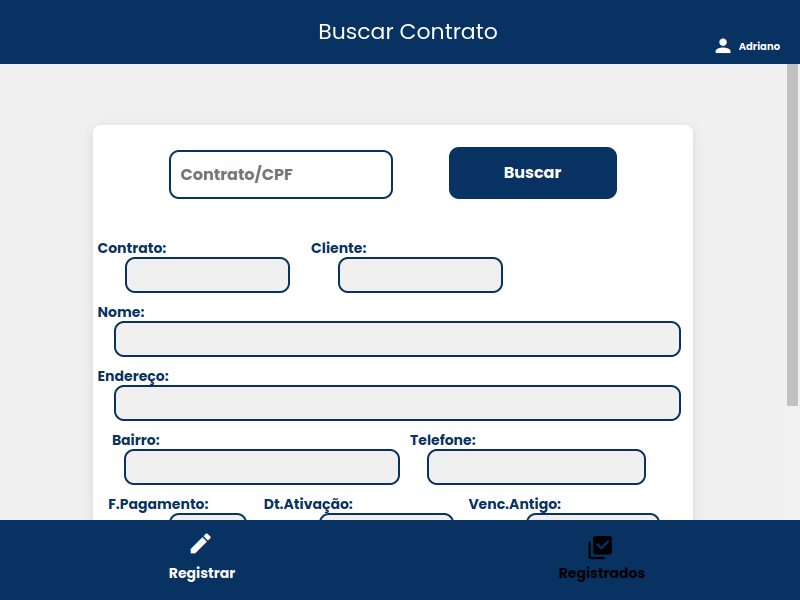 Buscar Contrato
Adriano
Contrato/CPF
Buscar
Contrato:
Cliente:
Nome:
Endereço:
Bairro:
Telefone:
F.Pagamento:
Dt.Ativação:
Venc.Antigo:
Registrar
Registrados